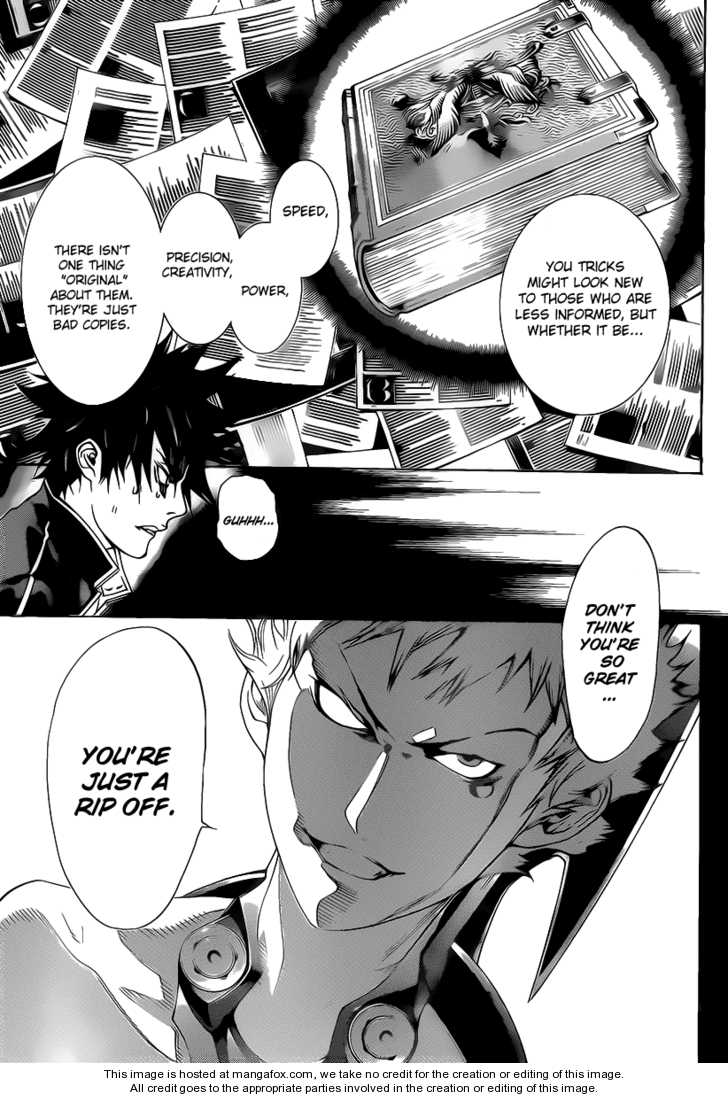 YOU TRICKS
MIGHT LOOK NEW
TO THOSE WHO ARE
LESS INFORMED, BUT
WHETHER IT BE...
SPEED,
POWER,
PRECISION,
CREATIVITY,
THERE ISN'T
ONE THING
"ORIGINAL"
ABOUT THEM.
THEY'RE JUST
BAD COPIES.
GUHHH...
DON'T
THINK
YOU'RE
SO
GREAT
...
YOU'RE
JUST A
RIP OFF.
This image is hosted at mangafox.com, we take no credit for the creation or editing of this image.
All credit goes to the appropriate parties involved in the creation or editing of this image.